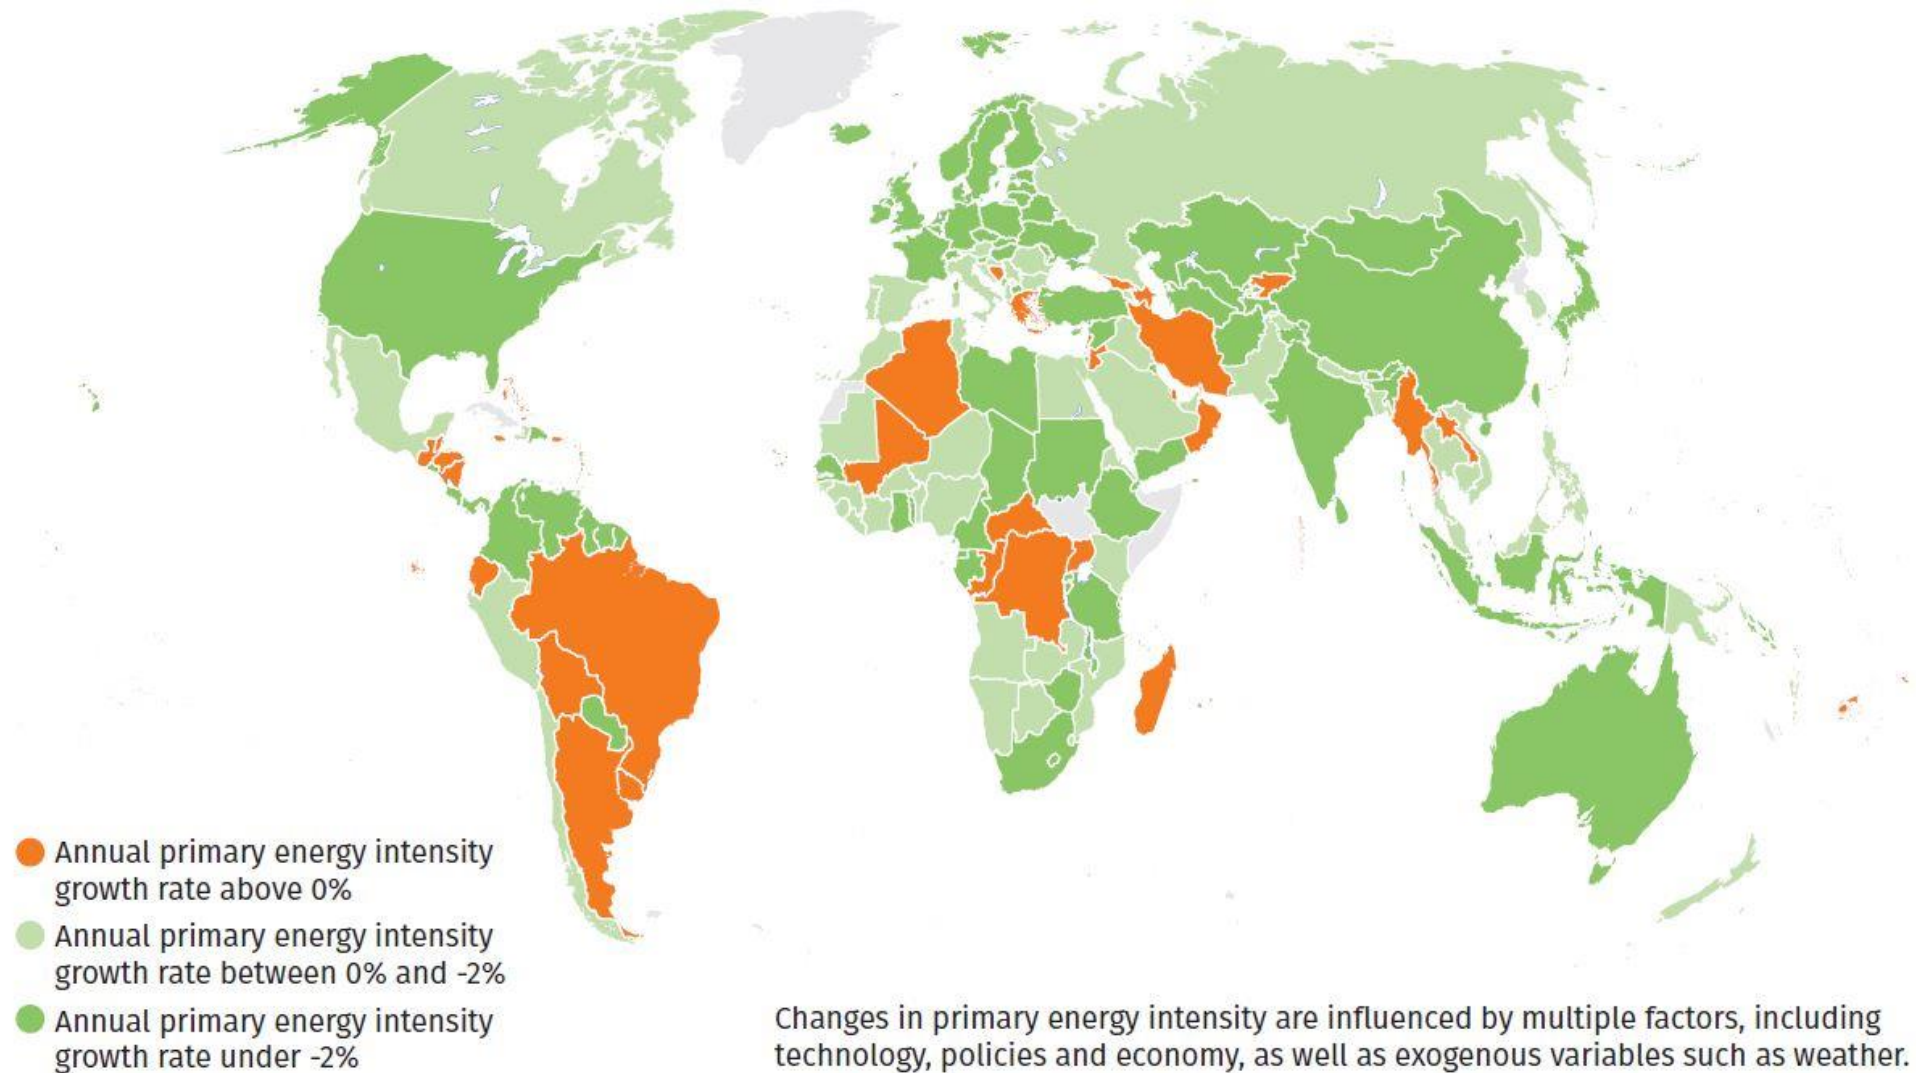 Annual primary energy intensity
growth rate above 0%
Annual primary energy intensity
growth rate between 0% and -2%
Annual primary energy intensity
growth rate under -2%
Changes in primary energy intensity are influenced by multiple factors, including
technology, policies and economy, as well as exogenous variables such as weather.